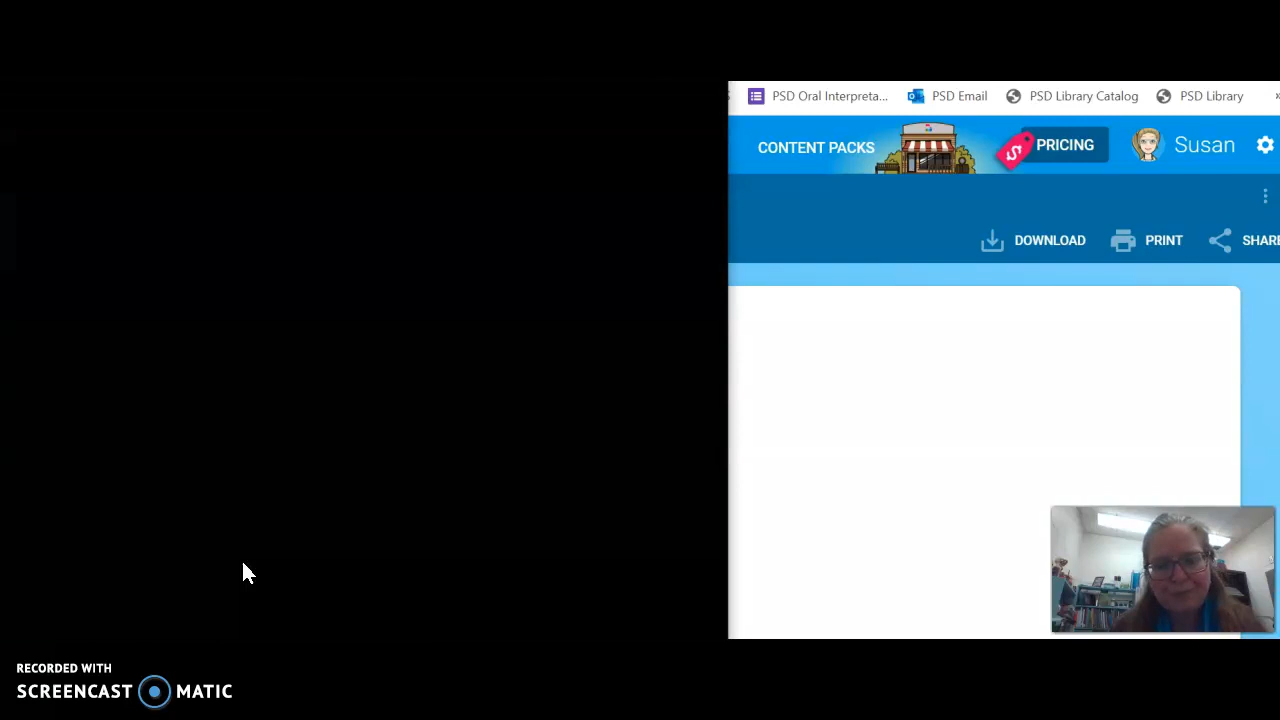 PSD Oral Interpreta... PSD Email PSD Library Catalog PSD Library »
CONTENT PACKS PRICING Susan
DOWNLOAD PRINT SHARE
RECORDED WITH
SCREENCAST MATIC